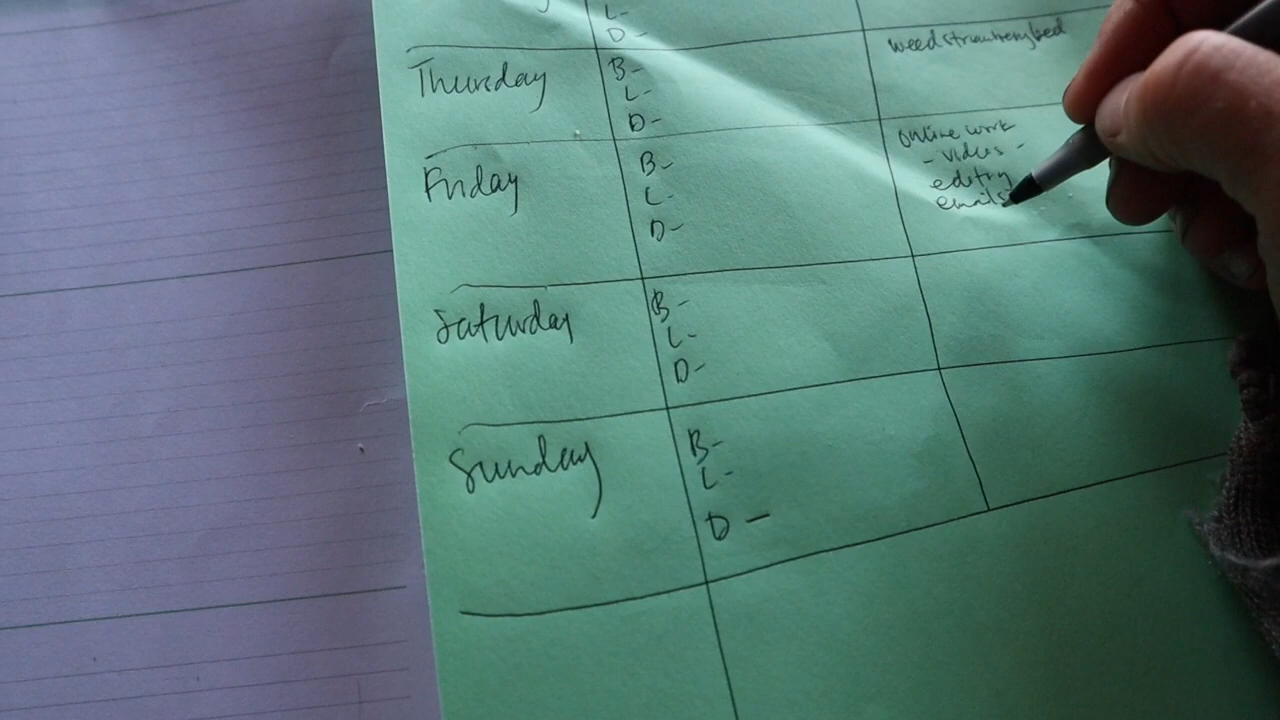 L-
D-
weed strawberry bed
Thursday
B-
L-
D-
Friday
B-
L-
D-
online work
- videos -
editing
emails
Saturday
B-
L-
D-
Sunday
B-
L-
D-